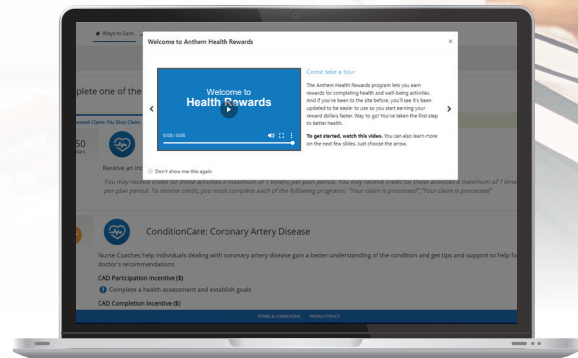 Ways to Earn
Welcome to Anthem Health Rewards
×
Come take a tour
The Anthem Health Rewards program lets you earn
rewards for completing health and well-being activities.
And if you've been to the site before, you'll see it's been
updated to be easier to use so you start earning your
reward dollars faster. Way to go! You've taken the first step
to better health.
To get started, watch this video. You can also learn more
on the next few slides. Just choose the arrow.
Welcome to
Health Rewards
0:05 / 0:05
Don't show me this again
plete one of the
essed Claim: Flu Shot Claim
50
Receive an inc
You may receive credit for these activities a maximum of 1 time(s) per plan period. You may receive credit for these activities a maximum of 1 time
per plan period. To receive credit, you must complete each of the following programs: "Your claim is processed", "Your claim is processed"
ConditionCare: Coronary Artery Disease
Nurse Coaches help individuals dealing with coronary artery disease gain a better understanding of the condition and get tips and support to help fo
doctor's recommendations
CAD Participation Incentive ($)
Complete a health assessment and establish goals
CAD Completion Incentive ($)
TERMS & CONDITIONS PRIVACY POLICY